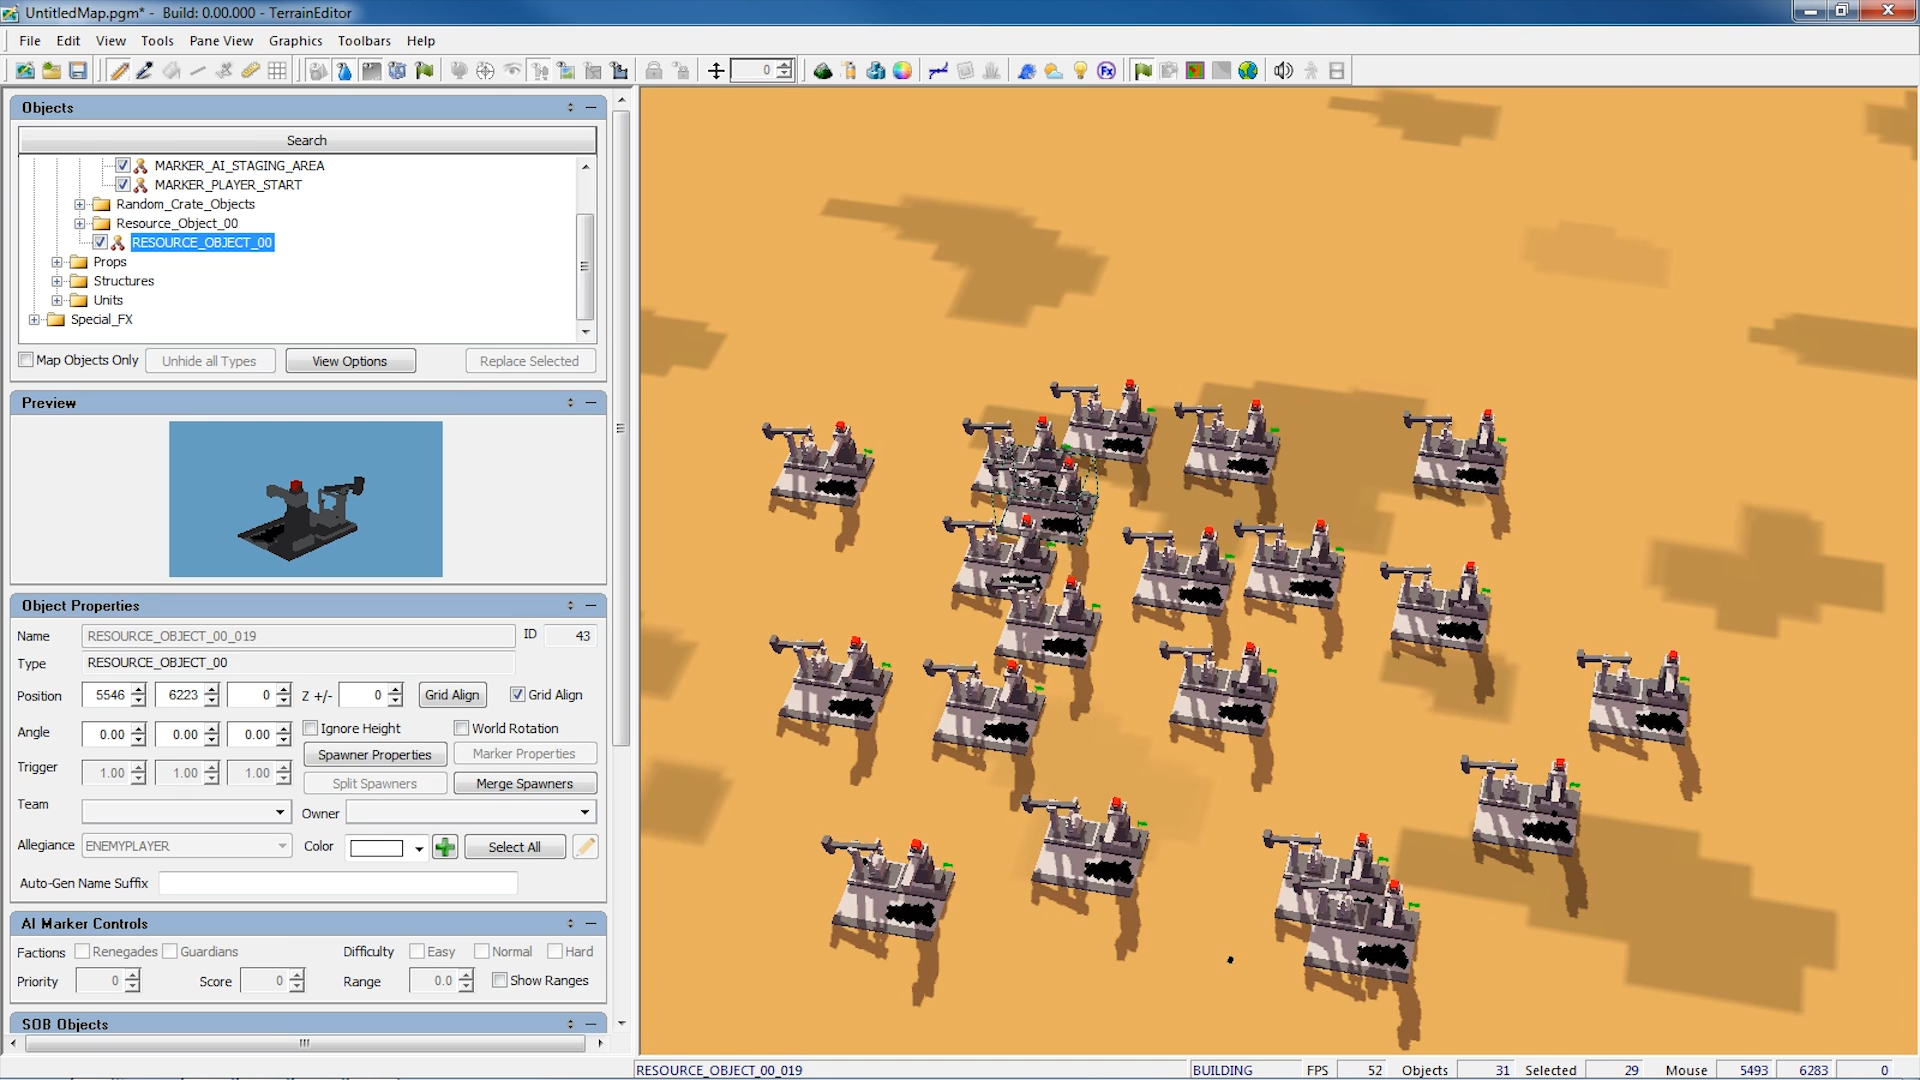 UntitledMap.pgm* - Build: 0.00.000 - TerrainEditor
File Edit View Tools Pane View Graphics Toolbars Help
0
Fx
Objects
Search
MARKER_AI_STAGING_AREA
MARKER_PLAYER_START
Random_Crate_Objects
Resource_Object_00
RESOURCE_OBJECT_00
Props
Structures
Units
Special_FX
Map Objects Only Unhide all Types View Options Replace Selected
Preview
Object Properties
Name RESOURCE_OBJECT_00_019 ID 43
Type RESOURCE_OBJECT_00
Position 5546 6223 0 Z +/- 0 Grid Align Grid Align
Angle 0.00 0.00 0.00 Ignore Height World Rotation
Spawner Properties Marker Properties
Trigger 1.00 1.00 1.00 Split Spawners Merge Spawners
Team Owner
Allegiance ENEMYPLAYER Color Select All
Auto-Gen Name Suffix
AI Marker Controls
Factions Renegades Guardians Difficulty Easy Normal Hard
Priority 0 Score 0 Range 0.0 Show Ranges
SOB Objects
RESOURCE_OBJECT_00_019 BUILDING FPS 52 Objects 31 Selected 29 Mouse 5493 6283 0